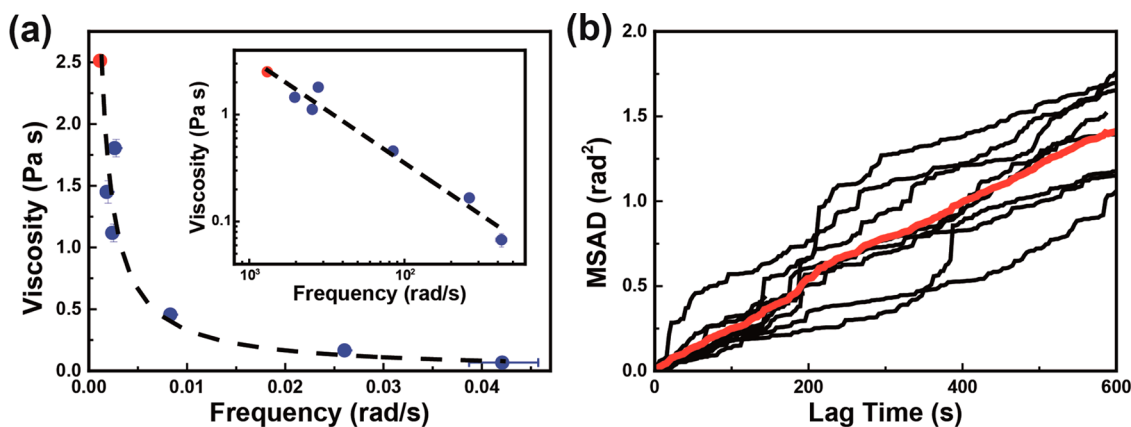 (a)
Viscosity (Pa s)
2.5
2.0
1.5
1.0
0.5
0.0
0.00 0.01 0.02 0.03 0.04
Frequency (rad/s)
Viscosity (Pa s)
1
0.1
10³ 10²
Frequency (rad/s)
(b)
MSAD (rad²)
2.0
1.5
1.0
0.5
0.0
0 200 400 600
Lag Time (s)